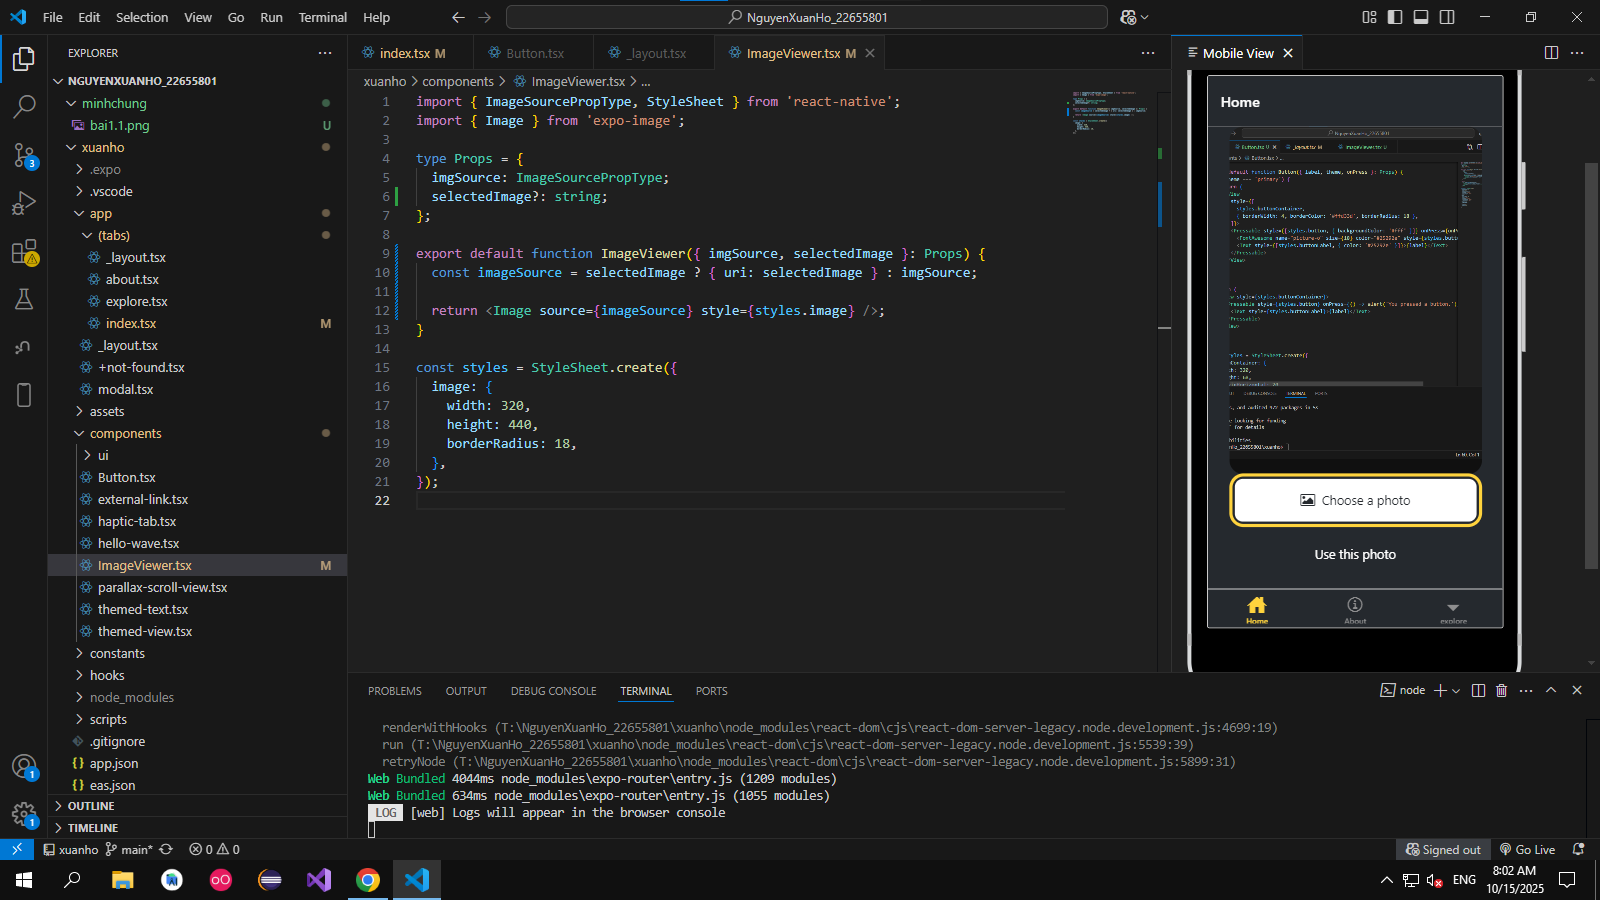 File Edit Selection View Go Run Terminal Help
NguyenXuanHo_22655801
EXPLORER
NGUYENXUANHO_22655801
minhchung
bai1.1.png U
xuanho
.expo
.vscode
app
(tabs)
_layout.tsx
about.tsx
explore.tsx
index.tsx M
_layout.tsx
+not-found.tsx
modal.tsx
assets
components
ui
Button.tsx
external-link.tsx
haptic-tab.tsx
hello-wave.tsx
ImageViewer.tsx M
parallax-scroll-view.tsx
themed-text.tsx
themed-view.tsx
constants
hooks
node_modules
scripts
.gitignore
app.json
eas.json
OUTLINE
TIMELINE
3
1
1
index.tsx M Button.tsx _layout.tsx ImageViewer.tsx M
xuanho > components > ImageViewer.tsx > ...
1 import { ImageSourcePropType, StyleSheet } from 'react-native';
2 import { Image } from 'expo-image';
3
4 type Props = {
5 imgSource: ImageSourcePropType;
6 selectedImage?: string;
7 };
8
9 export default function ImageViewer({ imgSource, selectedImage }: Props) {
10 const imageSource = selectedImage ? { uri: selectedImage } : imgSource;
11
12 return <Image source={imageSource} style={styles.image} />;
13 }
14
15 const styles = StyleSheet.create({
16 image: {
17 width: 320,
18 height: 440,
19 borderRadius: 18,
20 },
21 });
22
Mobile View
Home
Choose a photo
Use this photo
Home About explore
PROBLEMS OUTPUT DEBUG CONSOLE TERMINAL PORTS
node
renderWithHooks (T:\NguyenXuanHo_22655801\xuanho\node_modules\react-dom\cjs\react-dom-server-legacy.node.development.js:4699:19)
run (T:\NguyenXuanHo_22655801\xuanho\node_modules\react-dom\cjs\react-dom-server-legacy.node.development.js:5539:39)
retryNode (T:\NguyenXuanHo_22655801\xuanho\node_modules\react-dom\cjs\react-dom-server-legacy.node.development.js:5899:31)
Web Bundled 4044ms node_modules\expo-router\entry.js (1209 modules)
Web Bundled 634ms node_modules\expo-router\entry.js (1055 modules)
LOG [web] Logs will appear in the browser console
xuanho main* 0 0 Signed out Go Live
ENG
8:02 AM
10/15/2025